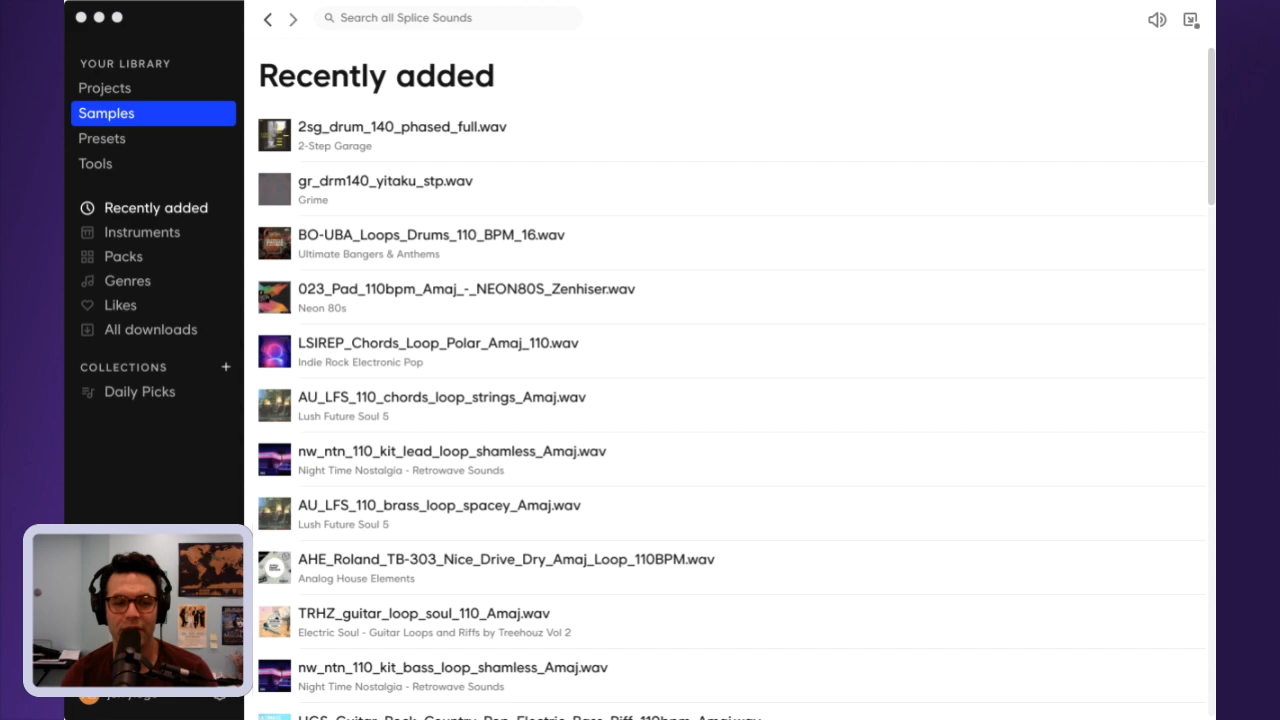 Search all Splice Sounds
YOUR LIBRARY
Projects
Samples
Presets
Tools
Recently added
Instruments
Packs
Genres
Likes
All downloads
COLLECTIONS +
Daily Picks
Recently added
2sg_drum_140_phased_full.wav
2-Step Garage
gr_drm140_yitaku_stp.wav
Grime
BO-UBA_Loops_Drums_110_BPM_16.wav
Ultimate Bangers & Anthems
023_Pad_110bpm_Amaj_-_NEON80S_Zenhiser.wav
Neon 80s
LSIREP_Chords_Loop_Polar_Amaj_110.wav
Indie Rock Electronic Pop
AU_LFS_110_chords_loop_strings_Amaj.wav
Lush Future Soul 5
nw_ntn_110_kit_lead_loop_shamless_Amaj.wav
Night Time Nostalgia - Retrowave Sounds
AU_LFS_110_brass_loop_spacey_Amaj.wav
Lush Future Soul 5
AHE_Roland_TB-303_Nice_Drive_Dry_Amaj_Loop_110BPM.wav
Analog House Elements
TRHZ_guitar_loop_soul_110_Amaj.wav
Electric Soul - Guitar Loops and Riffs by Treehouz Vol 2
nw_ntn_110_kit_bass_loop_shamless_Amaj.wav
Night Time Nostalgia - Retrowave Sounds